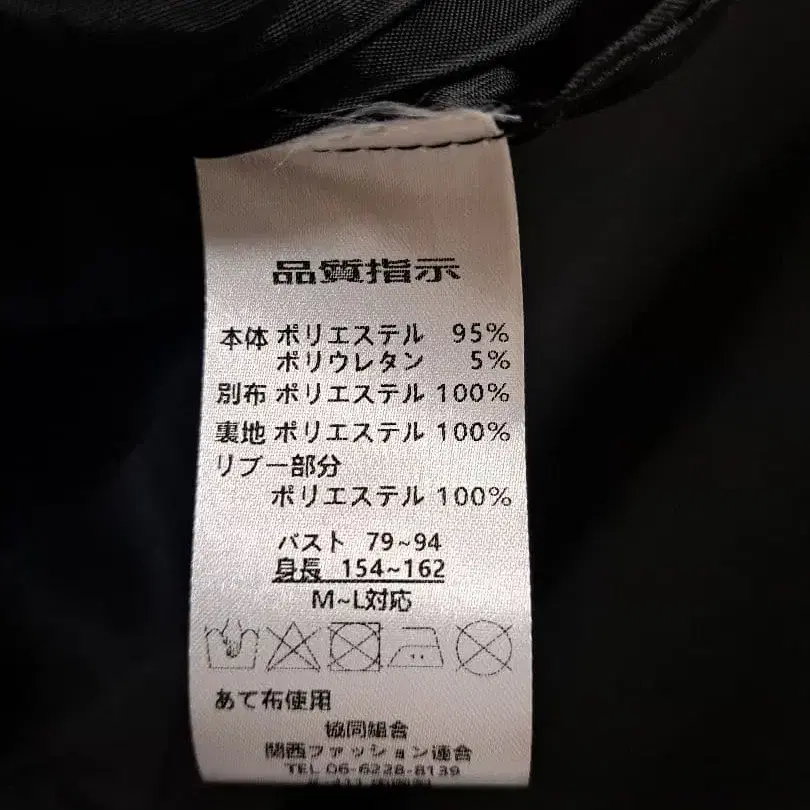 品質指示
本体 ポリエステル 95%
ポリウレタン 5%
別布 ポリエステル 100%
裏地 ポリエステル 100%
リブー部分
ポリエステル 100%
バスト 79~94
身長 154~162
M~L対応
あて布使用
協同組合
関西ファッション連合
TEL 06-6228-8139